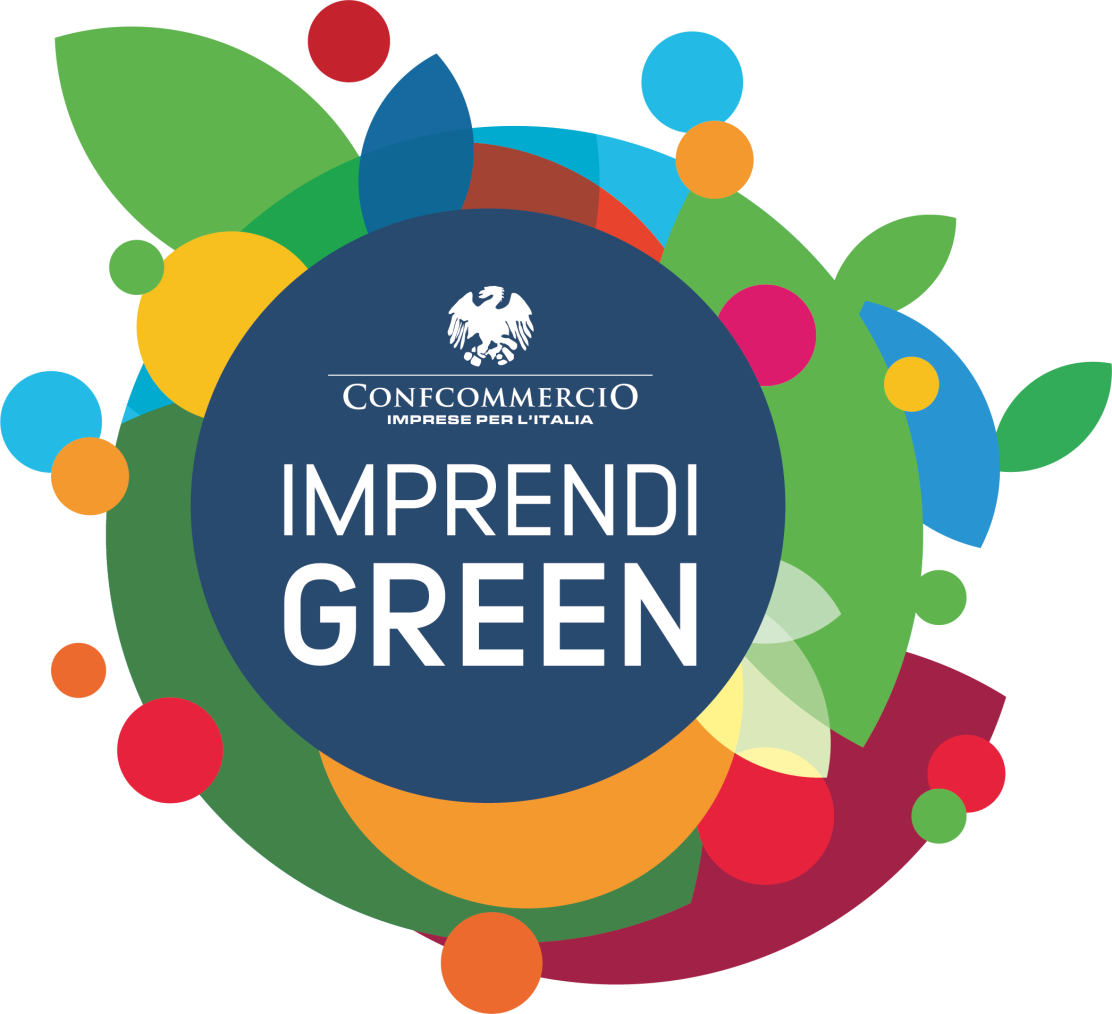 CONFCOMMERCIO
IMPRESE PER L'ITALIA
IMPRENDI
GREEN